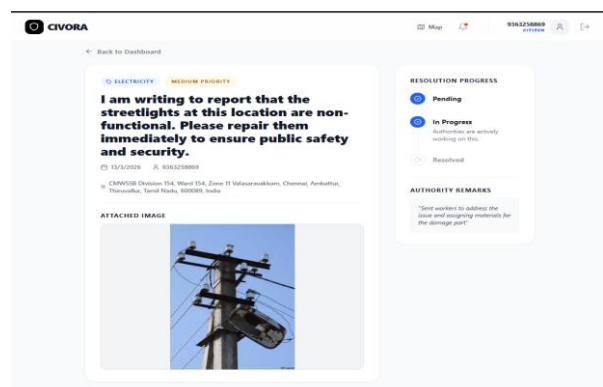 CIVORA
Map
9363258869
CITIZEN
Back to Dashboard
ELECTRICITY
MEDIUM PRIORITY
I am writing to report that the
streetlights at this location are non-
functional. Please repair them
immediately to ensure public safety
and security.
13/3/2026 9363258869
CMWSSB Division 154, Ward 154, Zone 11 Valasaravakkam, Chennai, Ambattur,
Thiruvallur, Tamil Nadu, 600089, India
ATTACHED IMAGE
RESOLUTION PROGRESS
Pending
In Progress
Authorities are actively
working on this.
Resolved
AUTHORITY REMARKS
"Sent workers to address the
issue and assigning materials for
the damage part"